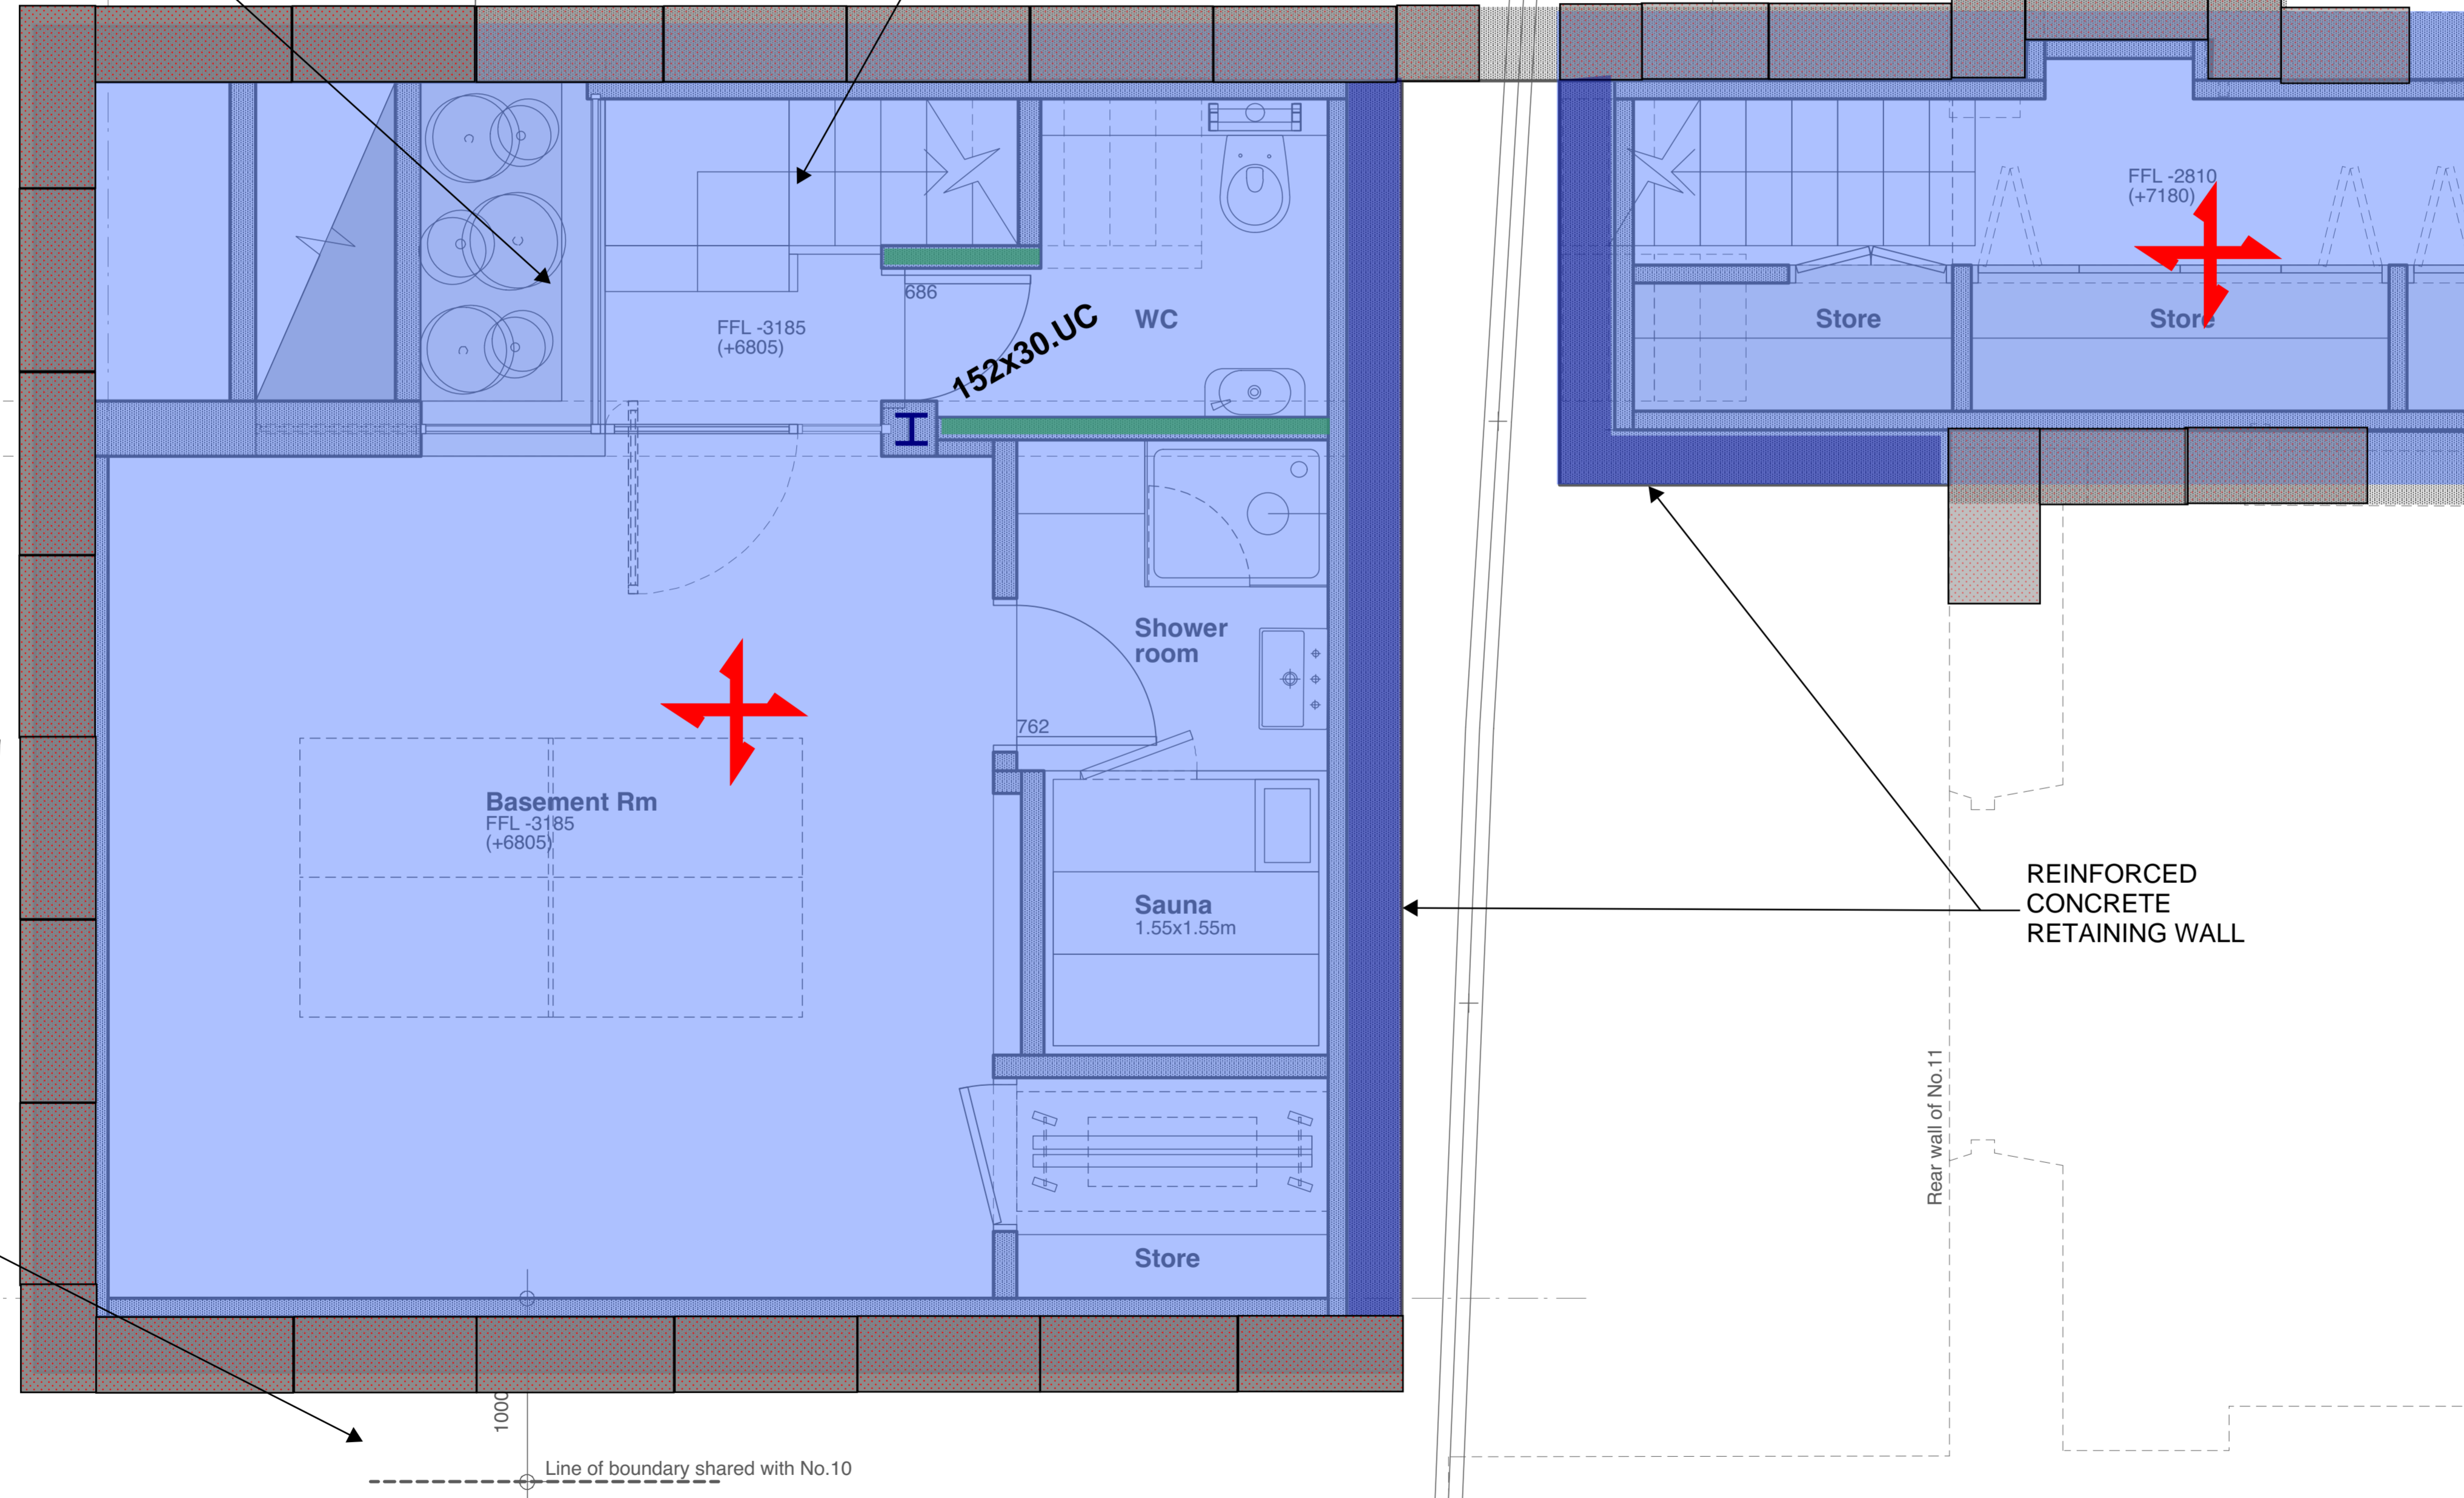 FFL -2810
(+7180)
686
FFL -3185
(+6805)
152x30.UC
WC
Store
Store
Shower
room
762
Basement Rm
FFL -3185
(+6805)
Sauna
1.55x1.55m
REINFORCED
CONCRETE
RETAINING WALL
Rear wall of No.11
Store
1000
Line of boundary shared with No.10